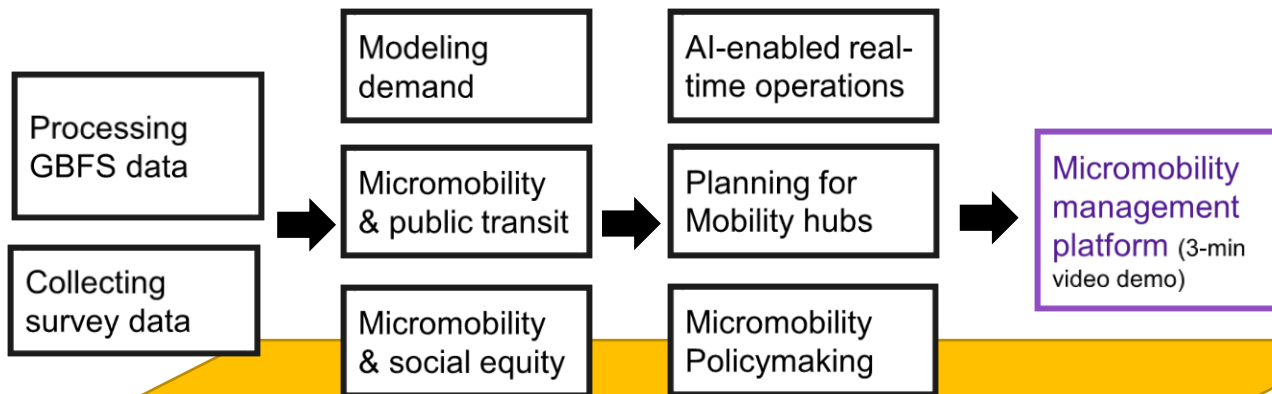 Processing
GBFS data
Collecting
survey data
Modeling
demand
Micromobility
& public transit
Micromobility
& social equity
AI-enabled real-
time operations
Planning for
Mobility hubs
Micromobility
Policymaking
Micromobility
management
platform (3-min
video demo)